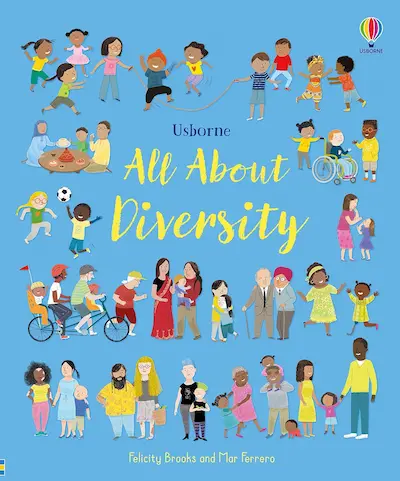 USBORNE
Usborne
All About
Diversity
Felicity Brooks and Mar Ferrero